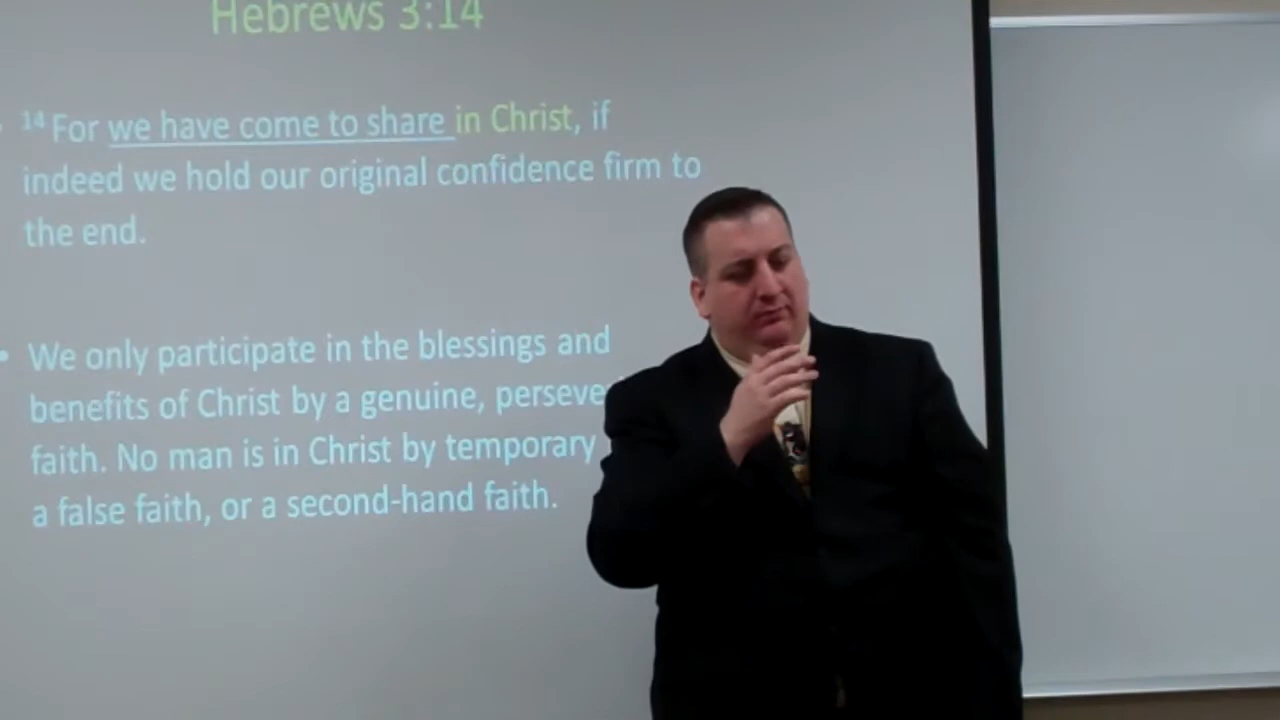 Hebrews 3:14
14 For we have come to share in Christ, if
indeed we hold our original confidence firm to
the end.
• We only participate in the blessings and
benefits of Christ by a genuine,
faith. No man is in Christ by temporary
a false faith, or a second-hand faith.